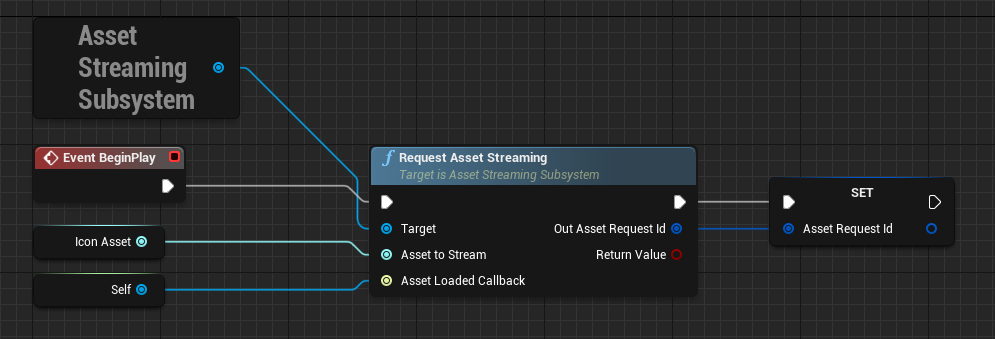 Asset
Streaming
Subsystem
Event BeginPlay
Icon Asset
Self
f Request Asset Streaming
Target is Asset Streaming Subsystem
Target
Out Asset Request Id
Asset to Stream
Return Value
Asset Loaded Callback
SET
Asset Request Id